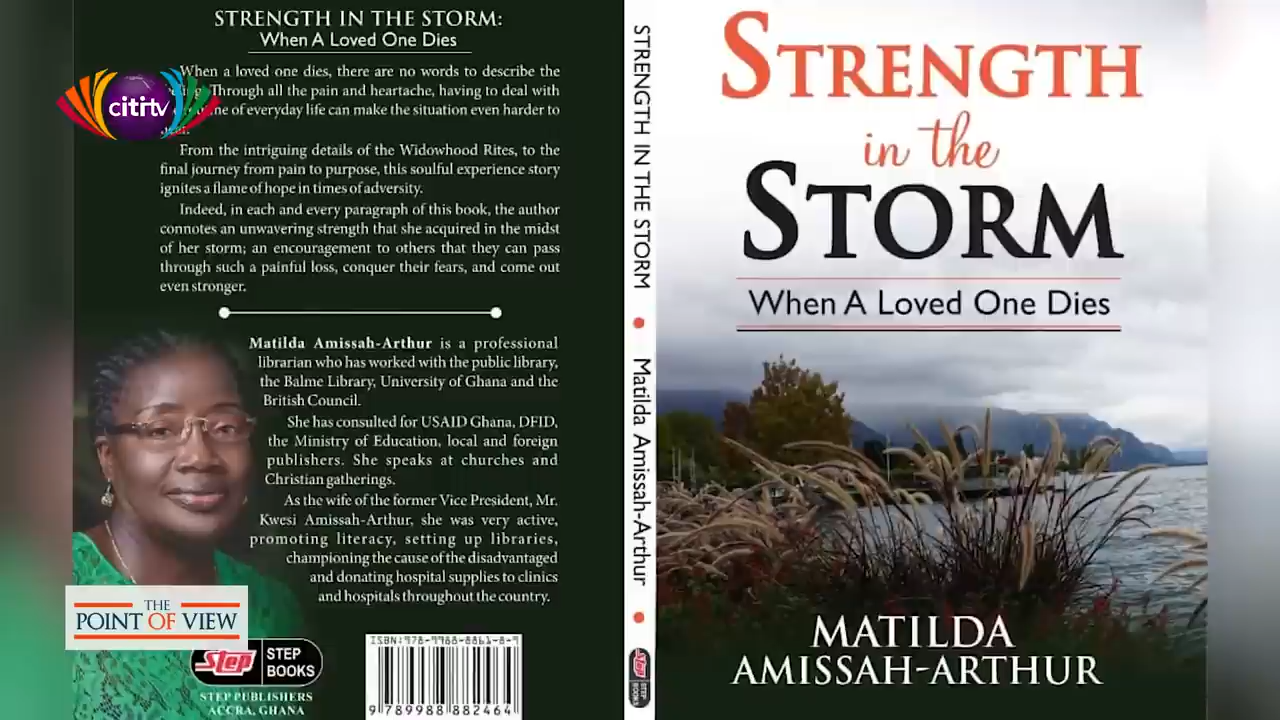 STRENGTH IN THE STORM:
When A Loved One Dies
When a loved one dies, there are no words to describe the
Through all the pain and heartache, having to deal with
of everyday life can make the situation even harder to
From the intriguing details of the Widowhood Rites, to the
final journey from pain to purpose, this soulful experience story
ignites a flame of hope in times of adversity.
Indeed, in each and every paragraph of this book, the author
connotes an unwavering strength that she acquired in the midst
of her storm; an encouragement to others that they can pass
through such a painful loss, conquer their fears, and come out
even stronger.
Matilda Amissah-Arthur is a professional
librarian who has worked with the public library,
the Balme Library, University of Ghana and the
British Council.
She has consulted for USAID Ghana, DFID,
the Ministry of Education, local and foreign
publishers. She speaks at churches and
Christian gatherings.
As the wife of the former Vice President, Mr.
Kwesi Amissah-Arthur, she was very active,
promoting literacy, setting up libraries,
championing the cause of the disadvantaged
and donating hospital supplies to clinics
and hospitals throughout the country.
Step
STEP
BOOKS
STEP PUBLISHERS
ACCRA, GHANA
ISBN: 978-9988-8861-8-9
9 789988 882464
STRENGTH IN THE STORM
Matilda Amissah-Arthur
Step
STEP
BOOKS
STRENGTH
in the
STORM
When A Loved One Dies
MATILDA
AMISSAH-ARTHUR
cititv
THE
POINT OF VIEW